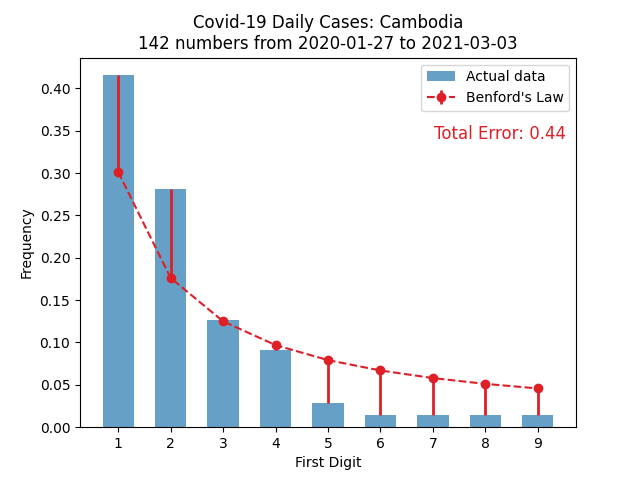 Covid-19 Daily Cases: Cambodia
142 numbers from 2020-01-27 to 2021-03-03
Actual data
Benford's Law
Total Error: 0.44
Frequency
0.40
0.35
0.30
0.25
0.20
0.15
0.10
0.05
0.00
1 2 3 4 5 6 7 8 9
First Digit